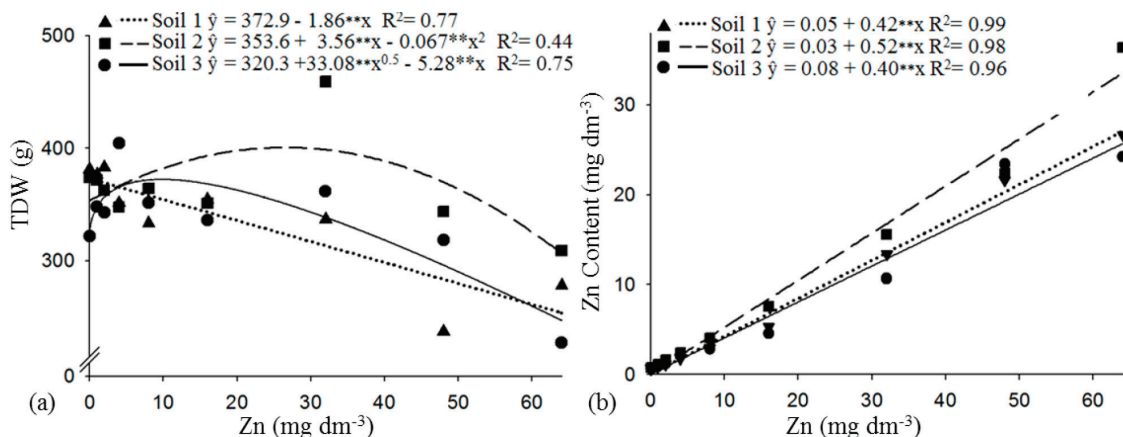 Soil 1 ŷ = 372.9 - 1.86**x R²= 0.77
Soil 2 ŷ = 353.6 + 3.56**x - 0.067**x² R²= 0.44
Soil 3 ŷ = 320.3 +33.08**x⁰·⁵ - 5.28**x R²= 0.75
500
400
300
0
TDW (g)
0 10 20 30 40 50 60
(a)
Zn (mg dm⁻³)
Soil 1 ŷ = 0.05 + 0.42**x R²= 0.99
Soil 2 ŷ = 0.03 + 0.52**x R²= 0.98
Soil 3 ŷ = 0.08 + 0.40**x R²= 0.96
30
20
10
0
Zn Content (mg dm⁻³)
0 10 20 30 40 50 60
(b)
Zn (mg dm⁻³)